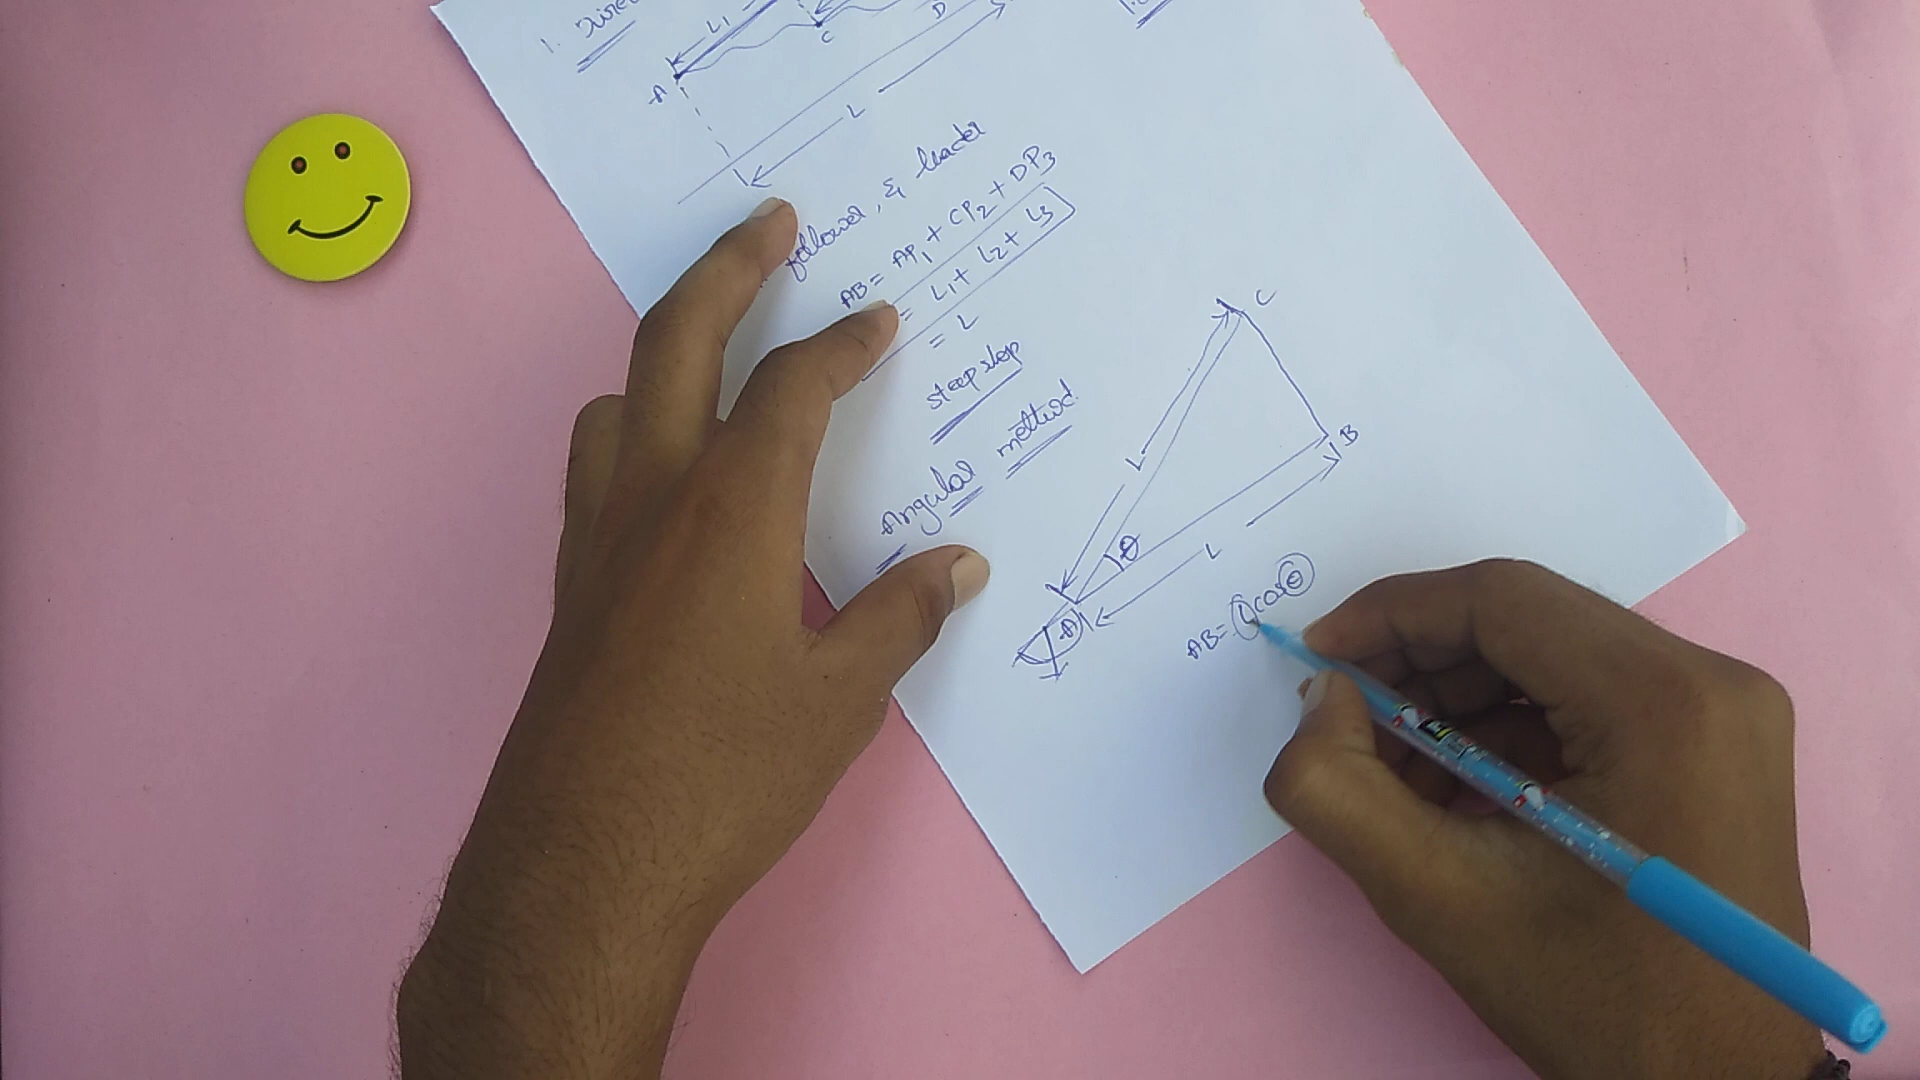 1. Direc
L1
A
C
D
L
follower, & leader
AB = AP1 + CP2 + DP3
= L1 + L2 + L3
= L
steep slop
Angular method
C
L
B
θ
L
A
AB = L cosθ